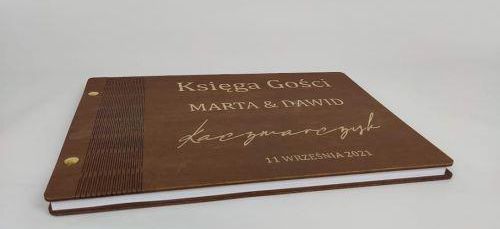 Księga Gości
MARTA & DAWID
Kaczmarczyk
11 WRZEŚNIA 2021